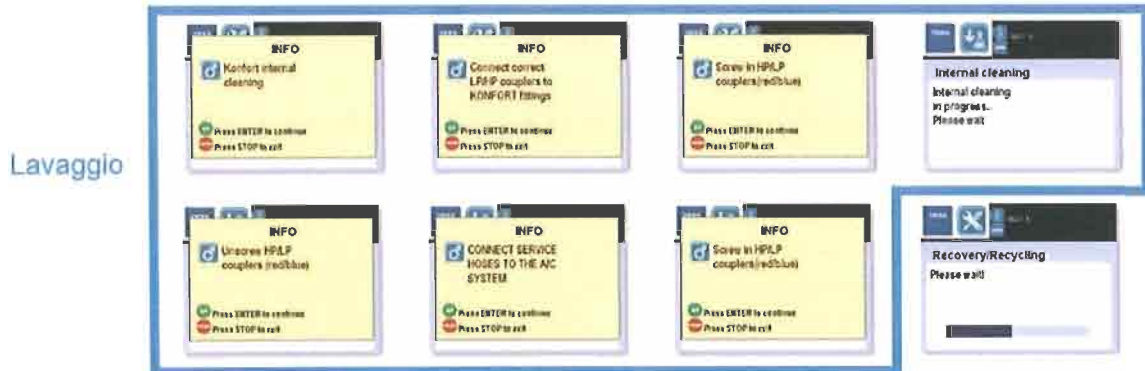 Lavaggio
INFO
Konfort internal
cleaning
Press ENTER to continue
Press STOP to exit
INFO
Connect correct
LP/HP couplers to
KONFORT fittings
Press ENTER to continue
Press STOP to exit
INFO
Screw in HP/LP
couplers(red/blue)
Press ENTER to continue
Press STOP to exit
Internal cleaning
Internal cleaning
in progress..
Please wait
INFO
Unscrew HP/LP
couplers (red/blue)
Press ENTER to continue
Press STOP to exit
INFO
CONNECT SERVICE
HOSES TO THE A/C
SYSTEM
Press ENTER to continue
Press STOP to exit
INFO
Screw in HP/LP
couplers(red/blue)
Press ENTER to continue
Press STOP to exit
Recovery/Recycling
Please wait!